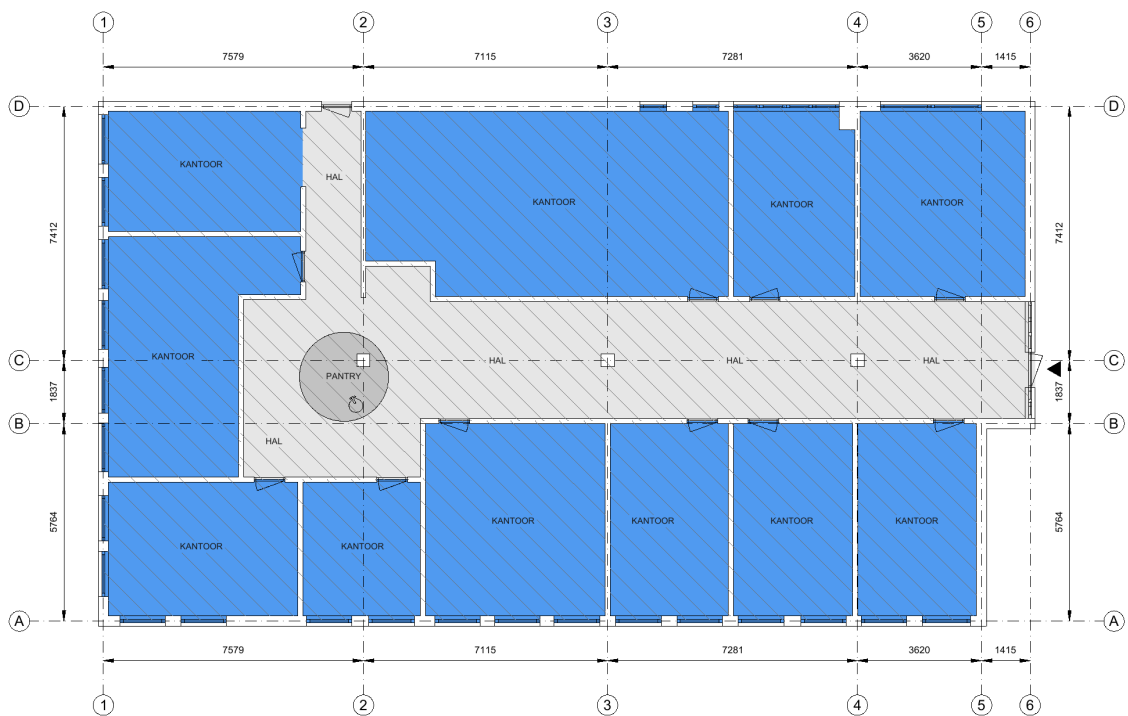 1 2 3 4 5 6
7579 7115 7281 3620 1415
D D
KANTOOR
HAL
KANTOOR KANTOOR KANTOOR
7412 7412
KANTOOR
C HAL HAL HAL C
PANTRY
1837 1837
B B
HAL
5764 5764
KANTOOR KANTOOR KANTOOR KANTOOR
KANTOOR KANTOOR
A A
7579 7115 7281 3620 1415
1 2 3 4 5 6